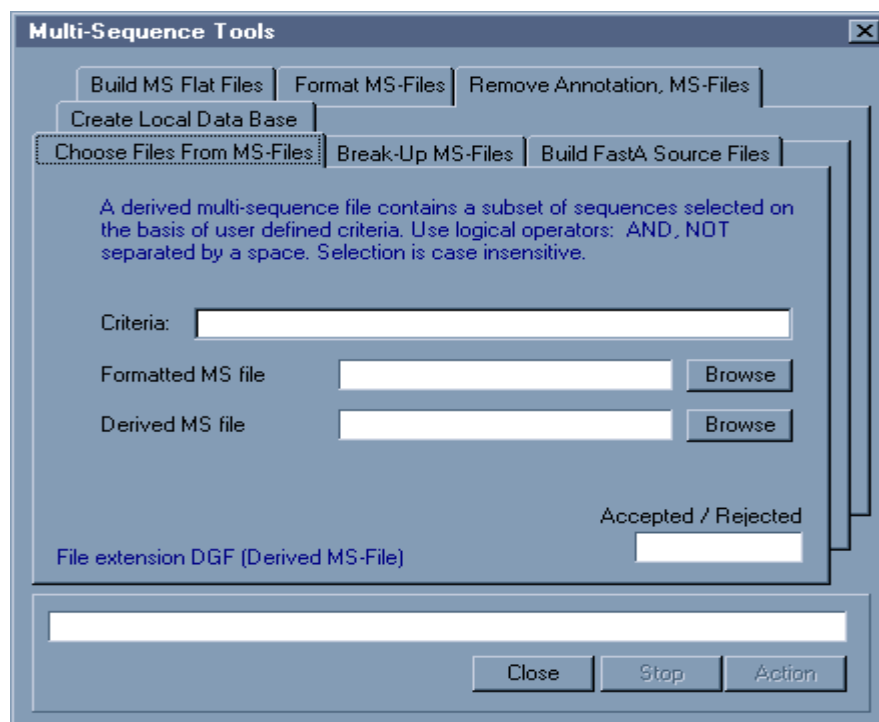 Multi-Sequence Tools
Build MS Flat Files
Format MS-Files
Remove Annotation, MS-Files
Create Local Data Base
Choose Files From MS-Files
Break-Up MS-Files
Build FastA Source Files
A derived multi-sequence file contains a subset of sequences selected on
the basis of user defined criteria. Use logical operators: AND, NOT
separated by a space. Selection is case insensitive.
Criteria:
Formatted MS file
Browse
Derived MS file
Browse
Accepted / Rejected
File extension DGF (Derived MS-File)
Close
Stop
Action